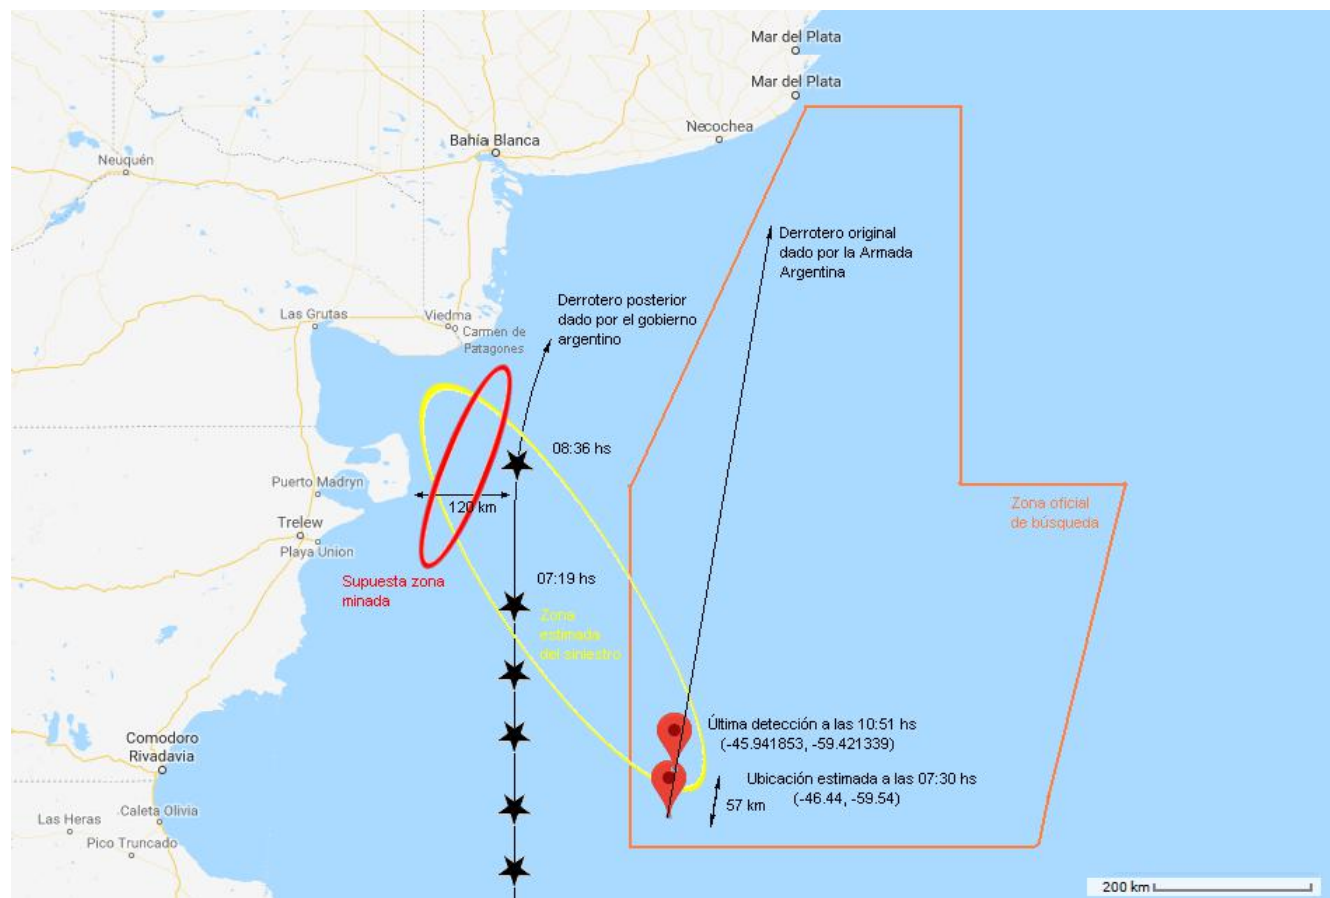 Mar del Plata
Mar del Plata
Necochea
Bahía Blanca
Neuquén
Derrotero original
dado por la Armada
Argentina
Derrotero posterior
dado por el gobierno
argentino
Las Grutas
Viedma
Carmen de
Patagones
08:36 hs
Puerto Madryn
120 km
Zona oficial
de búsqueda
Trelew
Playa Union
Supuesta zona
minada
07:19 hs
Zona
estimada
del siniestro
Última detección a las 10:51 hs
(-45.941853, -59.421339)
Comodoro
Rivadavia
Ubicación estimada a las 07:30 hs
(-46.44, -59.54)
57 km
Caleta Olivia
Las Heras
Pico Truncado
200 km